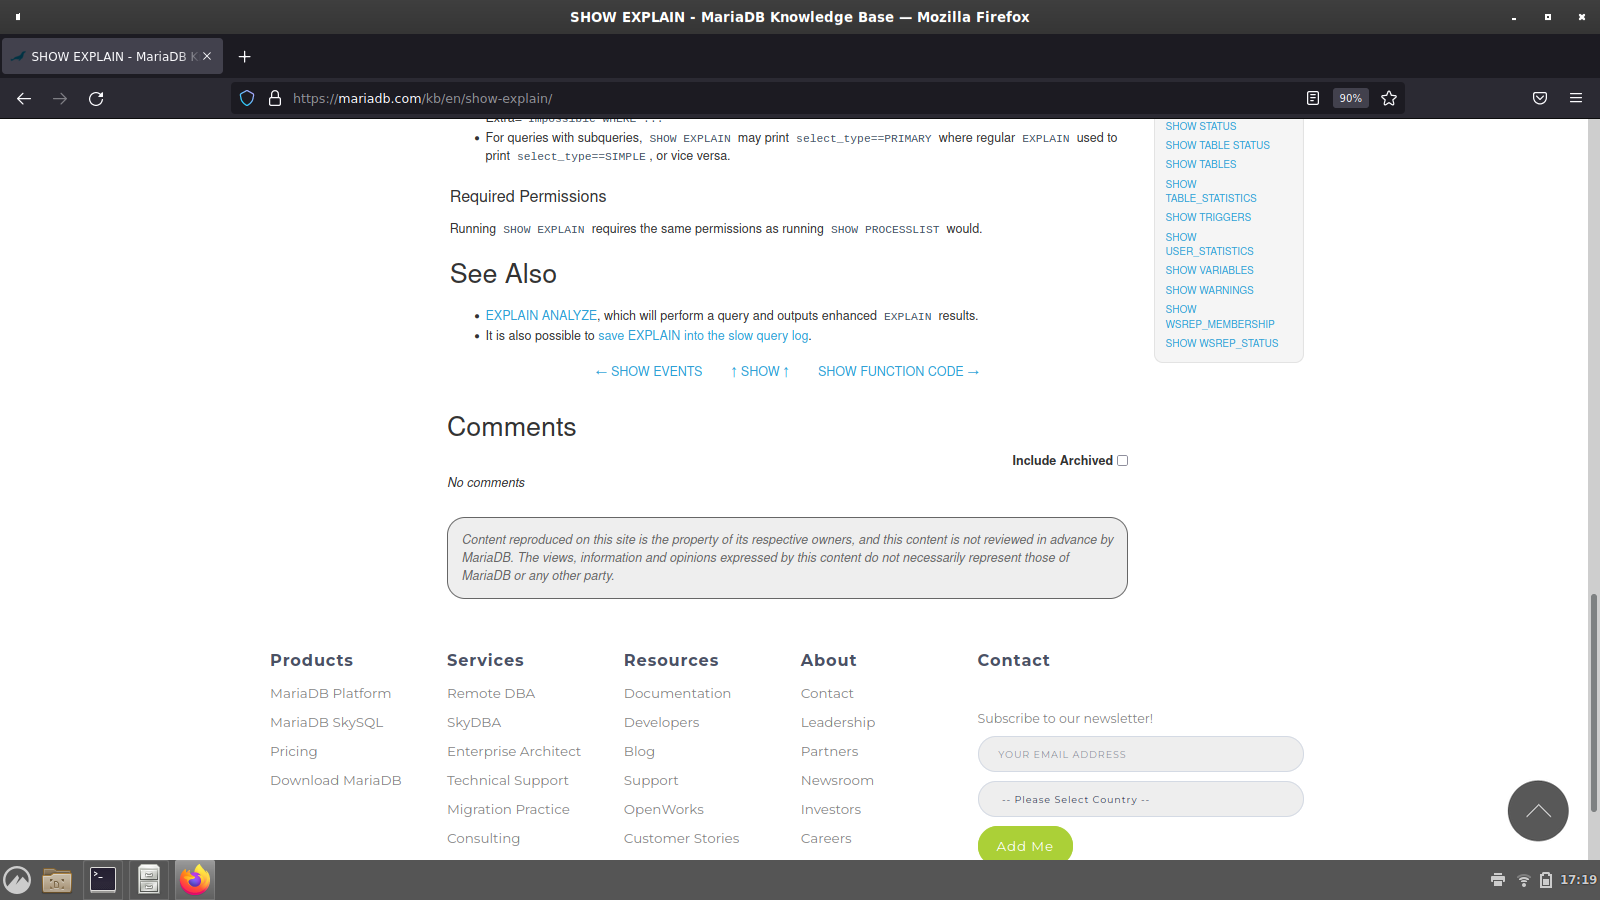 SHOW EXPLAIN - MariaDB Knowledge Base — Mozilla Firefox
SHOW EXPLAIN - MariaDB K
https://mariadb.com/kb/en/show-explain/
90%
Extra='Impossible WHERE ...'
For queries with subqueries, SHOW EXPLAIN may print select_type==PRIMARY where regular EXPLAIN used to
print select_type==SIMPLE , or vice versa.
Required Permissions
Running SHOW EXPLAIN requires the same permissions as running SHOW PROCESSLIST would.
See Also
EXPLAIN ANALYZE, which will perform a query and outputs enhanced EXPLAIN results.
It is also possible to save EXPLAIN into the slow query log.
← SHOW EVENTS ↑ SHOW ↑ SHOW FUNCTION CODE →
SHOW STATUS
SHOW TABLE STATUS
SHOW TABLES
SHOW
TABLE_STATISTICS
SHOW TRIGGERS
SHOW
USER_STATISTICS
SHOW VARIABLES
SHOW WARNINGS
SHOW
WSREP_MEMBERSHIP
SHOW WSREP_STATUS
Comments
Include Archived
No comments
Content reproduced on this site is the property of its respective owners, and this content is not reviewed in advance by
MariaDB. The views, information and opinions expressed by this content do not necessarily represent those of
MariaDB or any other party.
Products
MariaDB Platform
MariaDB SkySQL
Pricing
Download MariaDB
Services
Remote DBA
SkyDBA
Enterprise Architect
Technical Support
Migration Practice
Consulting
Resources
Documentation
Developers
Blog
Support
OpenWorks
Customer Stories
About
Contact
Leadership
Partners
Newsroom
Investors
Careers
Contact
Subscribe to our newsletter!
YOUR EMAIL ADDRESS
-- Please Select Country --
Add Me
17:19